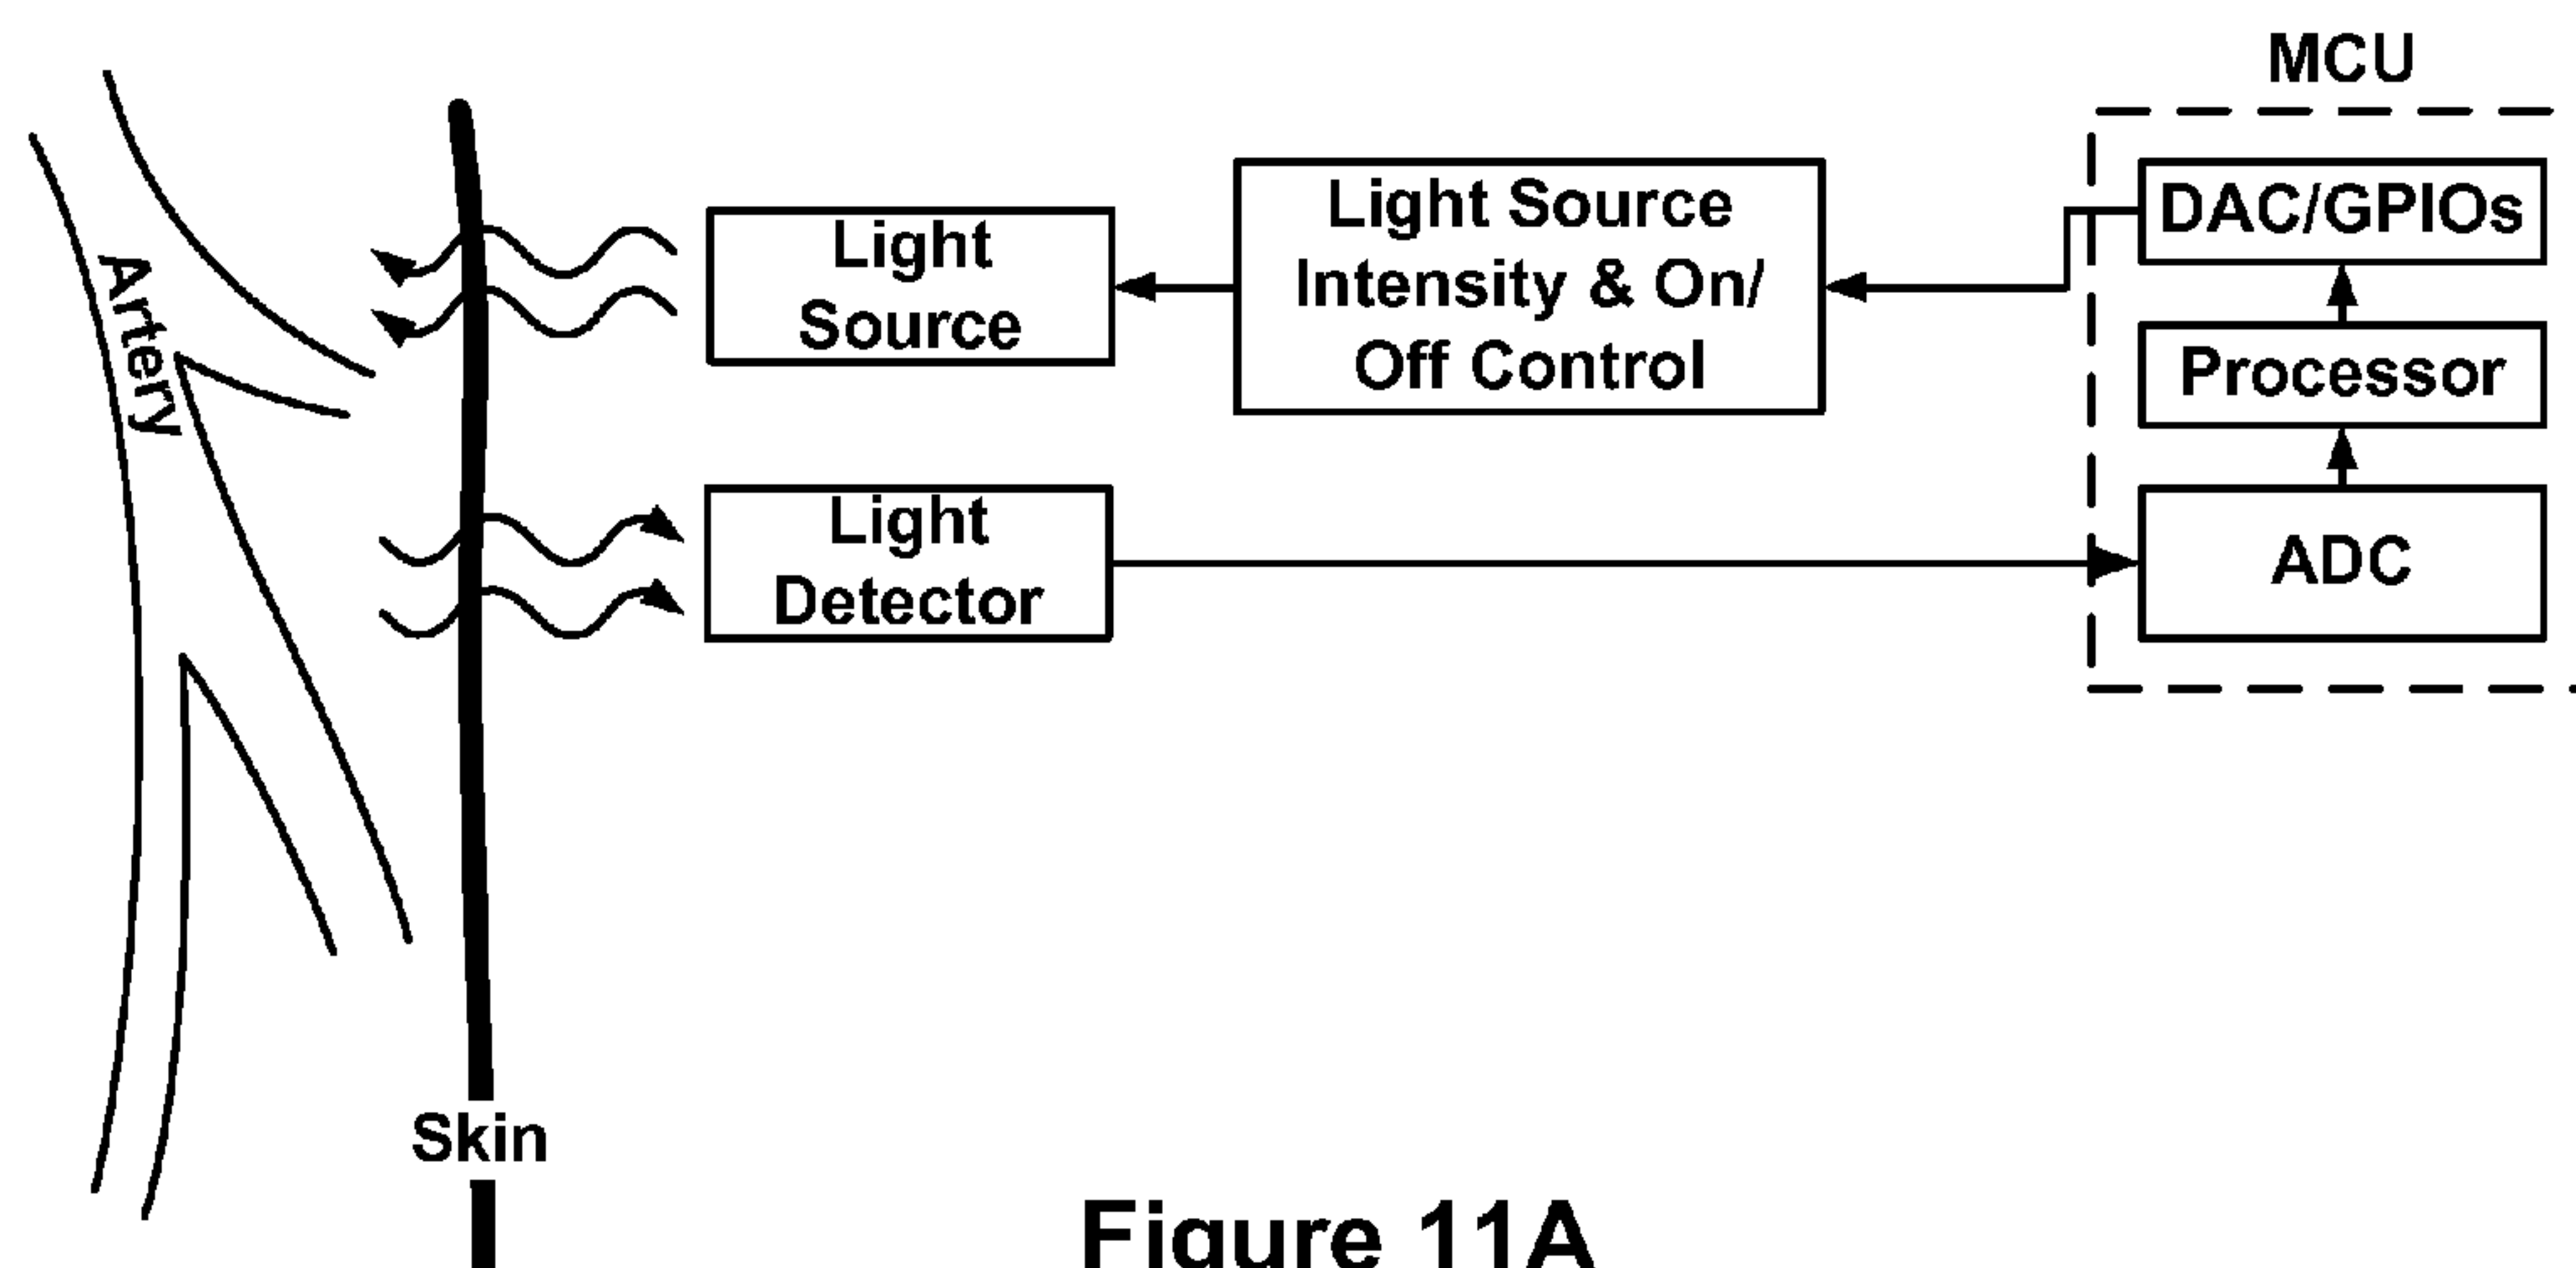 MCU
Artery
Light
Source
Light Source
Intensity & On/
Off Control
DAC/GPIOs
Processor
Light
Detector
ADC
Skin
Figure 11A